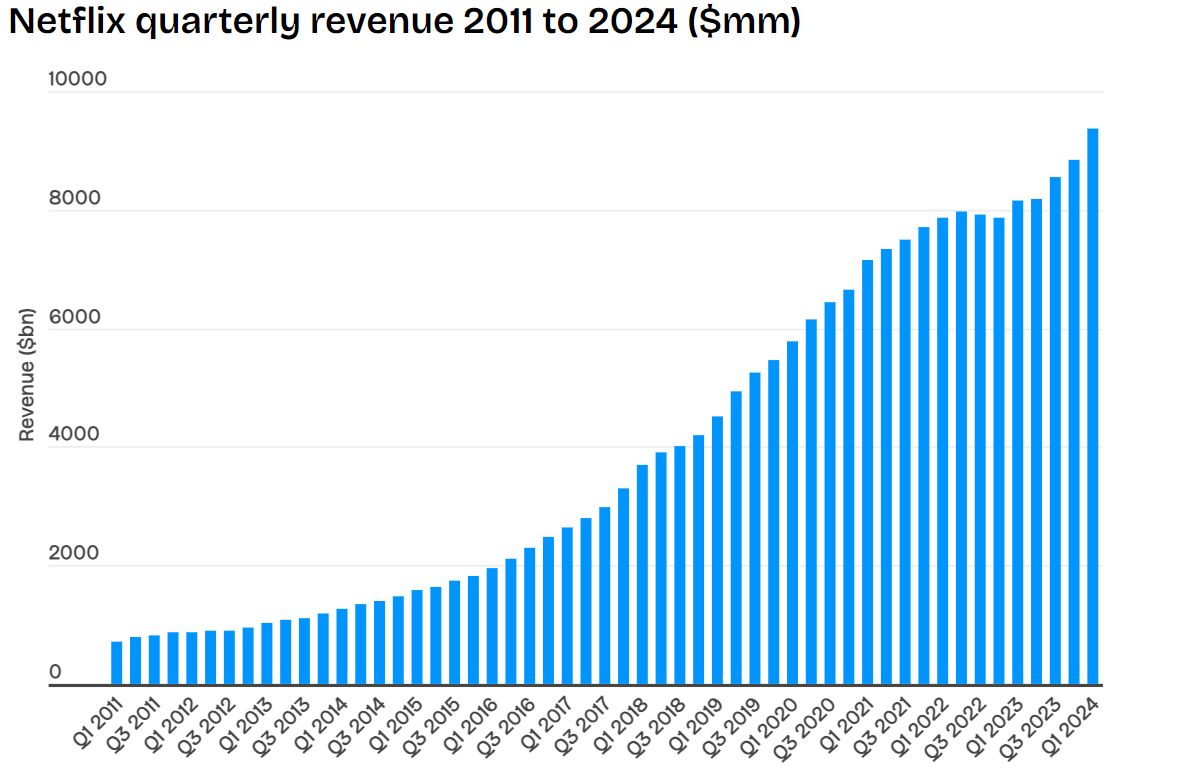 Netflix quarterly revenue 2011 to 2024 ($mm)
10000
8000
6000
4000
2000
0
Revenue ($bn)
Q1 2011
Q3 2011
Q1 2012
Q3 2012
Q1 2013
Q3 2013
Q1 2014
Q3 2014
Q1 2015
Q3 2015
Q1 2016
Q3 2016
Q1 2017
Q3 2017
Q1 2018
Q3 2018
Q1 2019
Q3 2019
Q1 2020
Q3 2020
Q1 2021
Q3 2021
Q1 2022
Q3 2022
Q1 2023
Q3 2023
Q1 2024